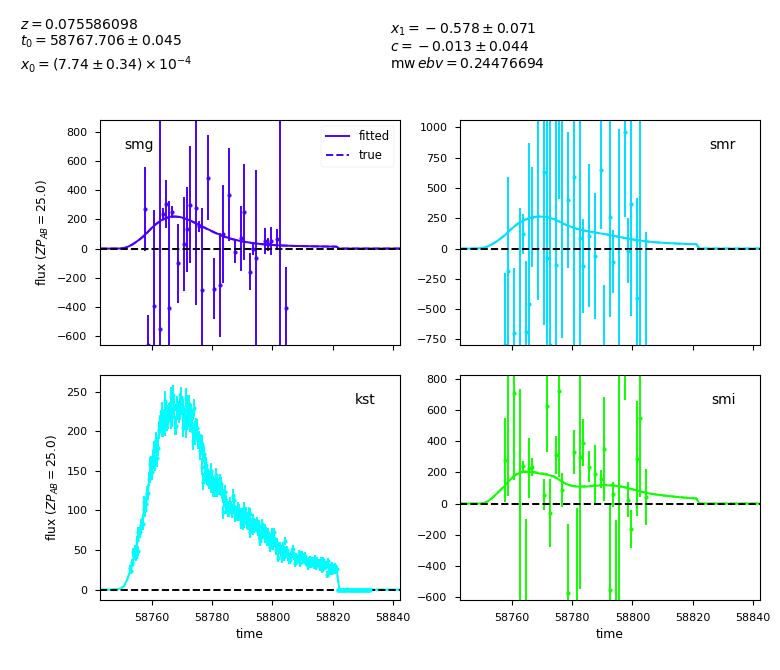 z = 0.075586098
t0 = 58767.706 ± 0.045
x0 = (7.74 ± 0.34) × 10⁻⁴
x1 = −0.578 ± 0.071
c = −0.013 ± 0.044
mw ebv = 0.24476694
smg
fitted
true
800
600
400
200
0
−200
−400
−600
flux (ZP_AB = 25.0)
smr
1000
750
500
250
0
−250
−500
−750
kst
250
200
150
100
50
0
flux (ZP_AB = 25.0)
58760 58780 58800 58820 58840
time
smi
800
600
400
200
0
−200
−400
−600
58760 58780 58800 58820 58840
time